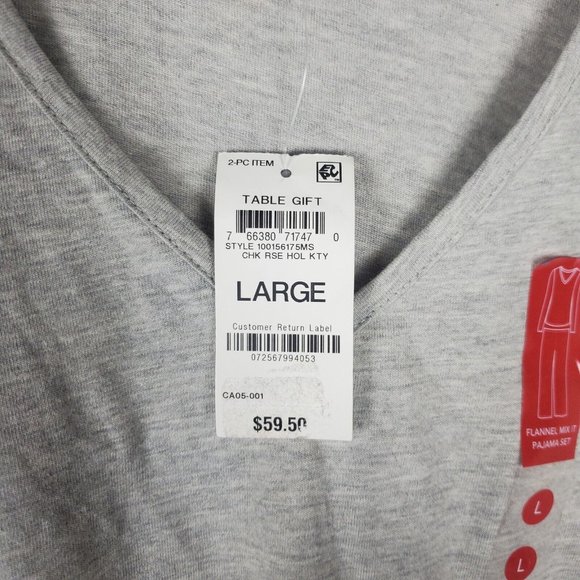 2-PC ITEM
TABLE GIFT
7 66380 71747 0
STYLE 100156175MS
CHK RSE HOL KTY
LARGE
Customer Return Label
072567994053
CA05-001
$59.50
FLANNEL MIX IT
PAJAMA SET
L
L